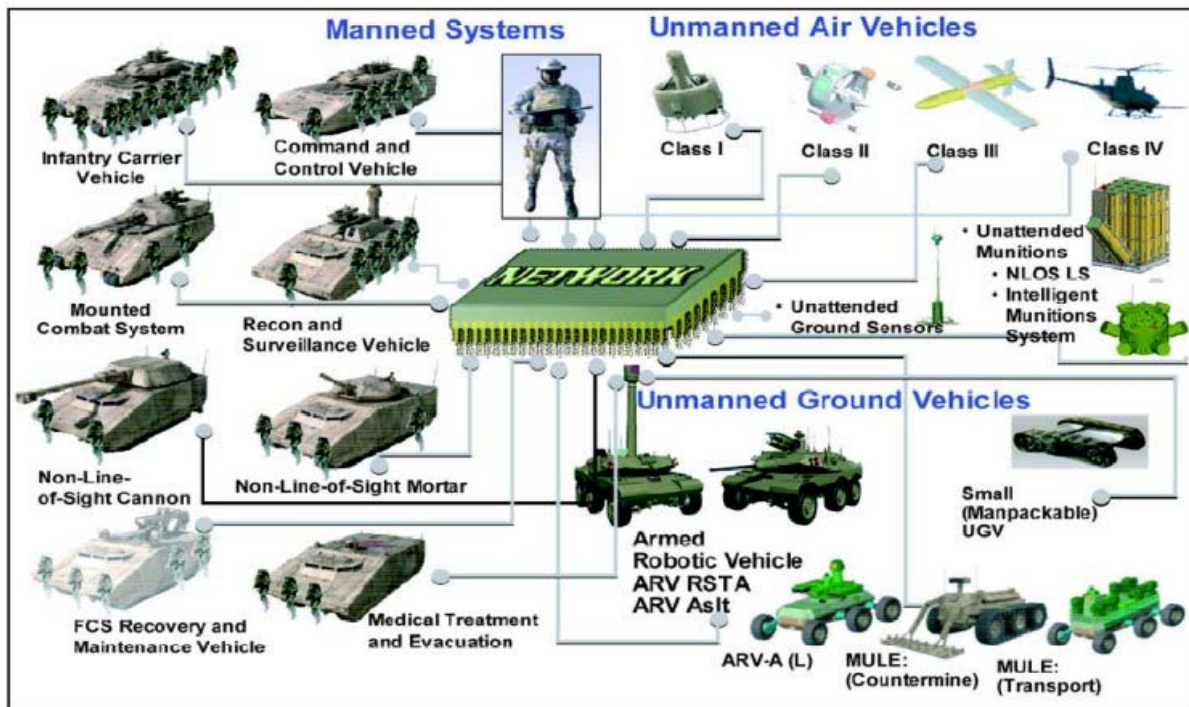 Manned Systems
Unmanned Air Vehicles
Infantry Carrier
Vehicle
Command and
Control Vehicle
Class I
Class II
Class III
Class IV
Mounted
Combat System
Recon and
Surveillance Vehicle
NETWORK
• Unattended
Ground Sensors
• Unattended
Munitions
• NLOS LS
• Intelligent
Munitions
System
Unmanned Ground Vehicles
Non-Line-
of-Sight Cannon
Non-Line-of-Sight Mortar
Small
(Manpackable)
UGV
Armed
Robotic Vehicle
ARV RSTA
ARV Aslt
FCS Recovery and
Maintenance Vehicle
Medical Treatment
and Evacuation
ARV-A (L)
MULE:
(Countermine)
MULE:
(Transport)